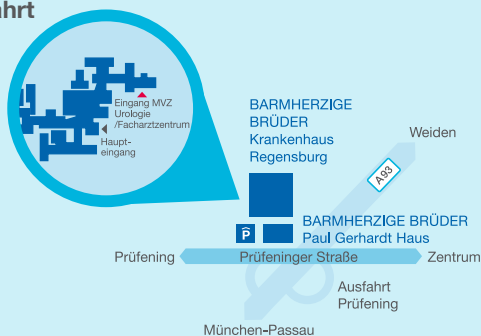 Eingang MVZ
Urologie
/Facharztzentrum
Haupt-
eingang
BARMHERZIGE
BRÜDER
Krankenhaus
Regensburg
Weiden
A93
BARMHERZIGE BRÜDER
Paul Gerhardt Haus
P
Prüfening
Prüfeninger Straße
Zentrum
Ausfahrt
Prüfening
München-Passau